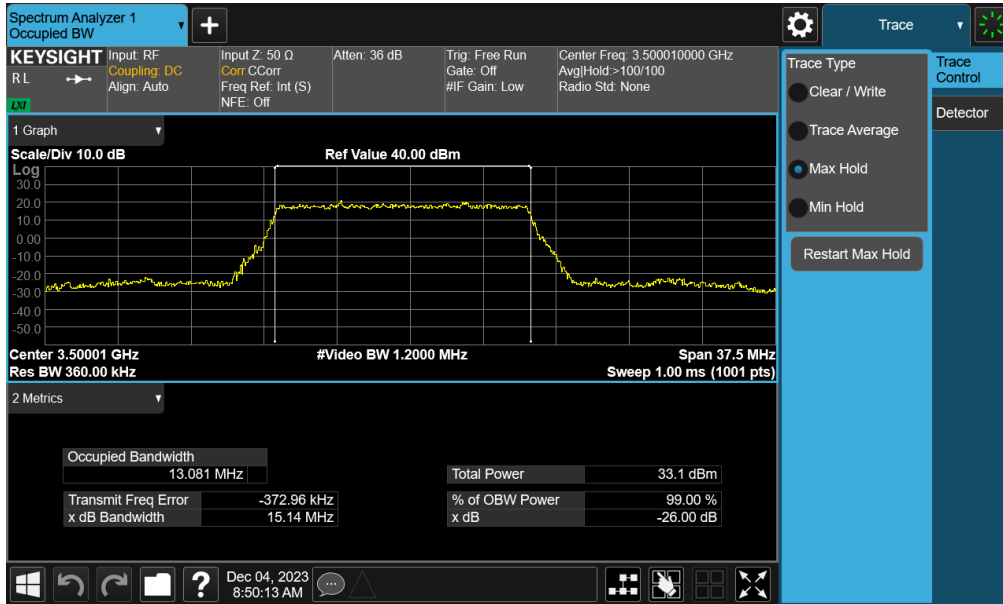 Spectrum Analyzer 1
Occupied BW
+
Trace
KEYSIGHT
R L
LXI
Input: RF
Coupling: DC
Align: Auto
Input Z: 50 Ω
Corr CCorr
Freq Ref: Int (S)
NFE: Off
Atten: 36 dB
Trig: Free Run
Gate: Off
#IF Gain: Low
Center Freq: 3.500010000 GHz
Avg|Hold:>100/100
Radio Std: None
Trace Type
Clear / Write
Trace Average
Max Hold
Min Hold
Restart Max Hold
Trace
Control
Detector
1 Graph
Scale/Div 10.0 dB
Ref Value 40.00 dBm
Log
30.0
20.0
10.0
0.00
-10.0
-20.0
-30.0
-40.0
-50.0
Center 3.50001 GHz
#Video BW 1.2000 MHz
Span 37.5 MHz
Res BW 360.00 kHz
Sweep 1.00 ms (1001 pts)
2 Metrics
Occupied Bandwidth
13.081 MHz
Total Power 33.1 dBm
Transmit Freq Error -372.96 kHz
% of OBW Power 99.00 %
x dB Bandwidth 15.14 MHz
x dB -26.00 dB
?
Dec 04, 2023
8:50:13 AM